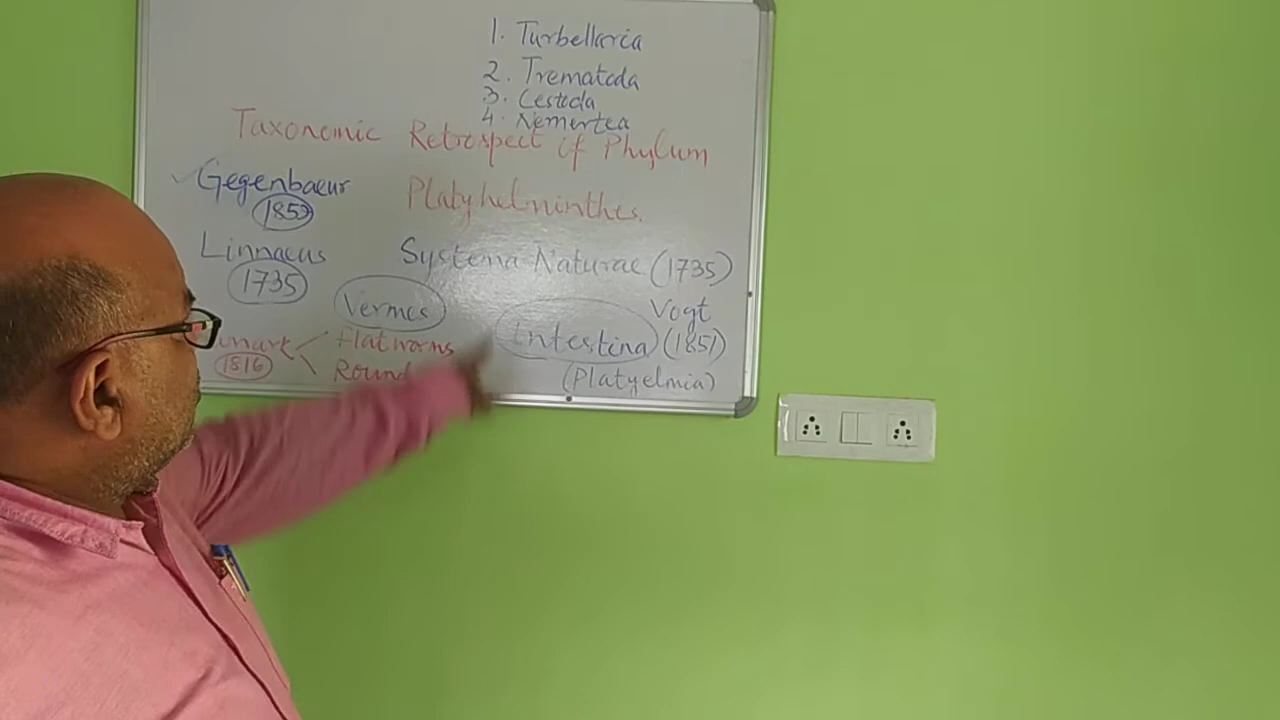 1. Turbellaria
2. Trematoda
3. Cestoda
4. Nemertea
Taxonomic Retrospect of Phylum
Platyhelminthes.
Gegenbaeur
1859
Linnaeus
1735
Systema Naturae (1735)
Vermes
Vogt
Intestina (1851)
(Platyelmia)
Flatworms
1816